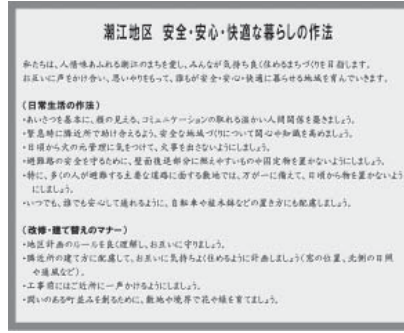 潮江地区 安全・安心・快適な暮らしの作法
私たちは、人情味あふれる潮江のまちを愛し、みんなが気持ち良く住めるまちづくりを目指します。
お互いに声をかけ合い、思いやりをもって、誰もが安全・安心・快適に暮らせる地域を育んでいきます。
（日常生活の作法）
・あいさつを基本に、顔の見える、コミュニケーションの取れる温かい人間関係を築きましょう。
・緊急時に隣近所で助け合えるよう、安全な地域づくりについて関心や知識を高めましょう。
・日頃から火の元管理に気をつけて、火事を出さないようにしましょう。
・避難路の安全を守るために、壁面後退部分に燃えやすいものや固定物を置かないようにしましょう。
・特に、多くの人が避難する主要な道路に面する敷地では、万が一に備えて、日頃から物を置かないよう
にしましょう。
・いつでも、誰でも安心して通れるように、自転車や植木鉢などの置き方にも配慮しましょう。
（改修・建て替えのマナー）
・地区計画のルールを良く理解し、お互いに守りましょう。
・隣近所の建て方に配慮して、お互いに気持ちよく住めるように計画しましょう（窓の位置、北側の日照
や通風など）。
・工事前にはご近所に一声かけるようにしましょう。
・潤いのある町並みを創るために、敷地や境界で花や緑を育てましょう。